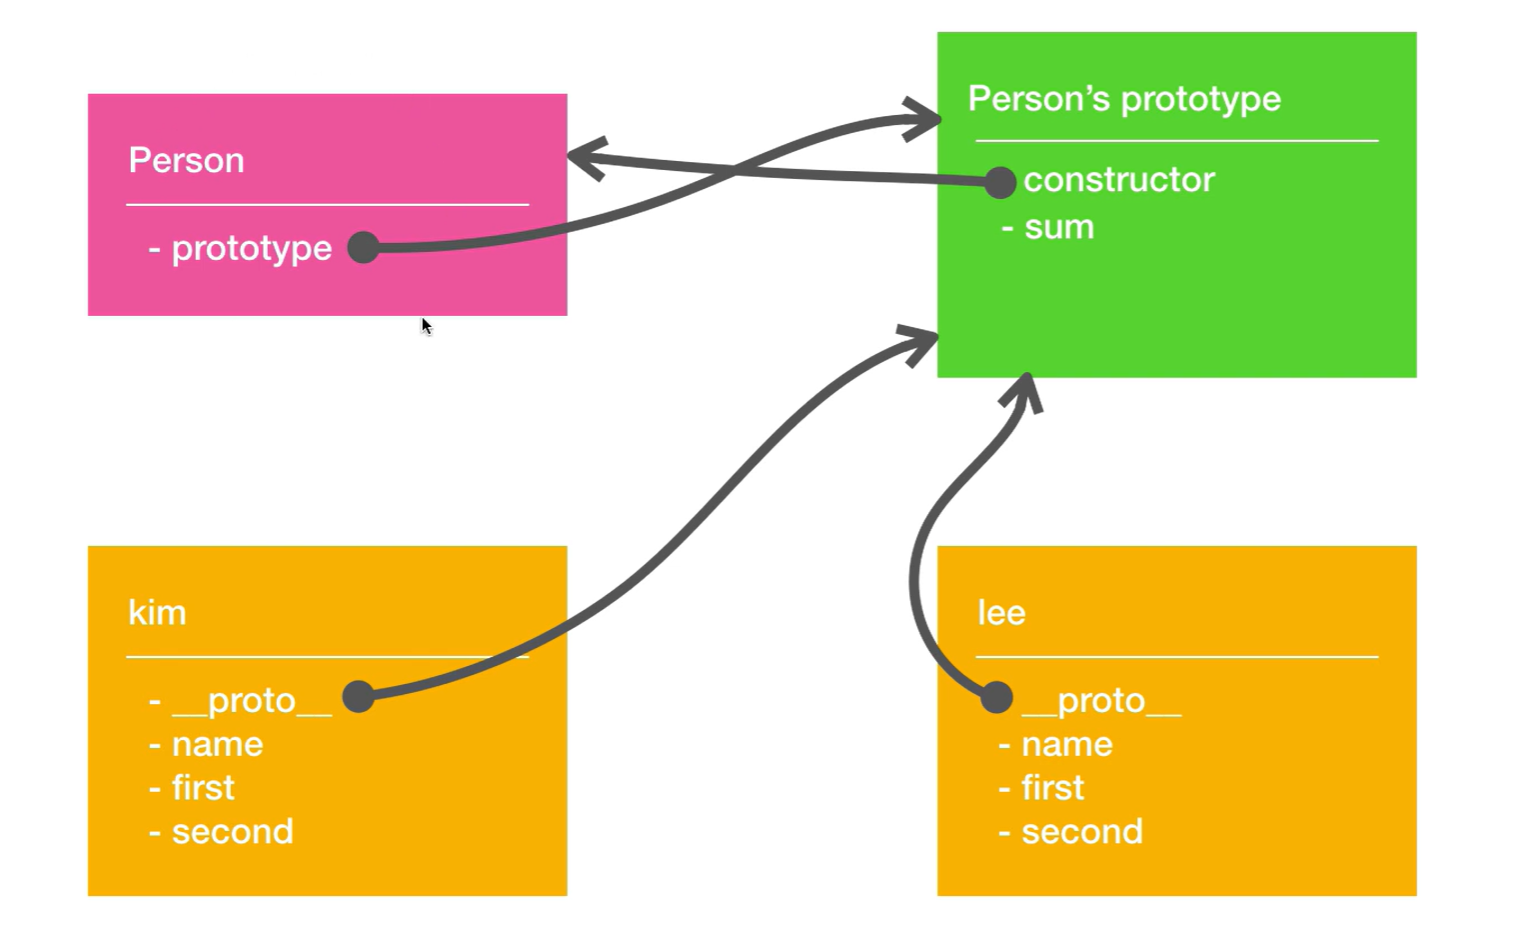 Person
- prototype
Person’s prototype
constructor
- sum
kim
- __proto__
- name
- first
- second
lee
__proto__
- name
- first
- second